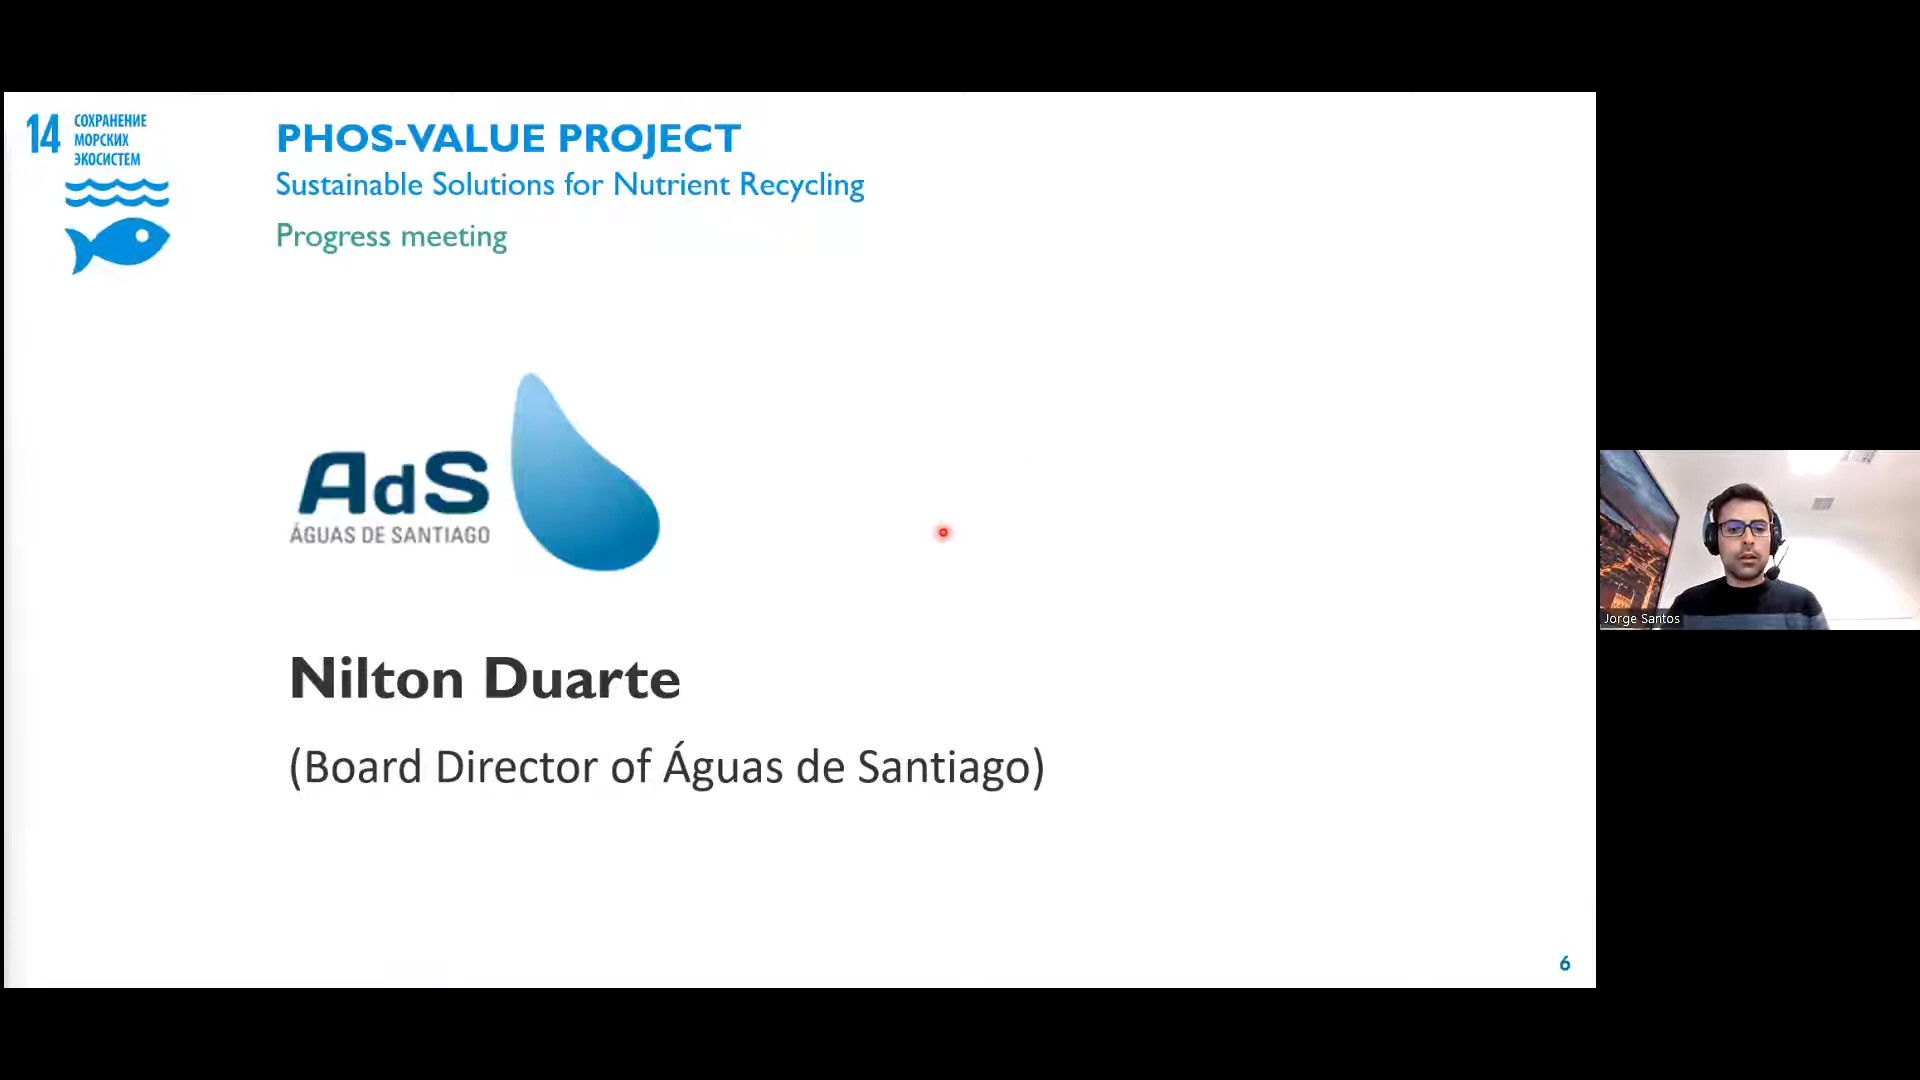 14 СОХРАНЕНИЕ
МОРСКИХ
ЭКОСИСТЕМ
PHOS-VALUE PROJECT
Sustainable Solutions for Nutrient Recycling
Progress meeting
AdS
ÁGUAS DE SANTIAGO
Nilton Duarte
(Board Director of Águas de Santiago)
6
Jorge Santos